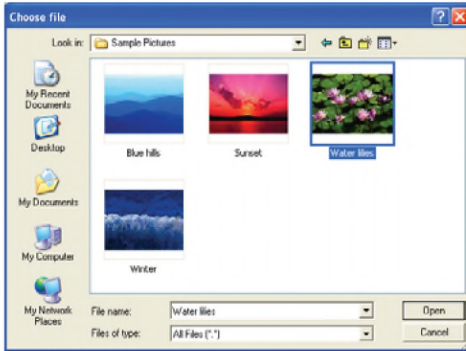 Choose file
Look in:
Sample Pictures
My Recent
Documents
Desktop
My Documents
My Computer
My Network
Places
Blue hills
Sunset
Water lilies
Winter
File name:
Water lilies
Open
Files of type:
All Files (*.*)
Cancel